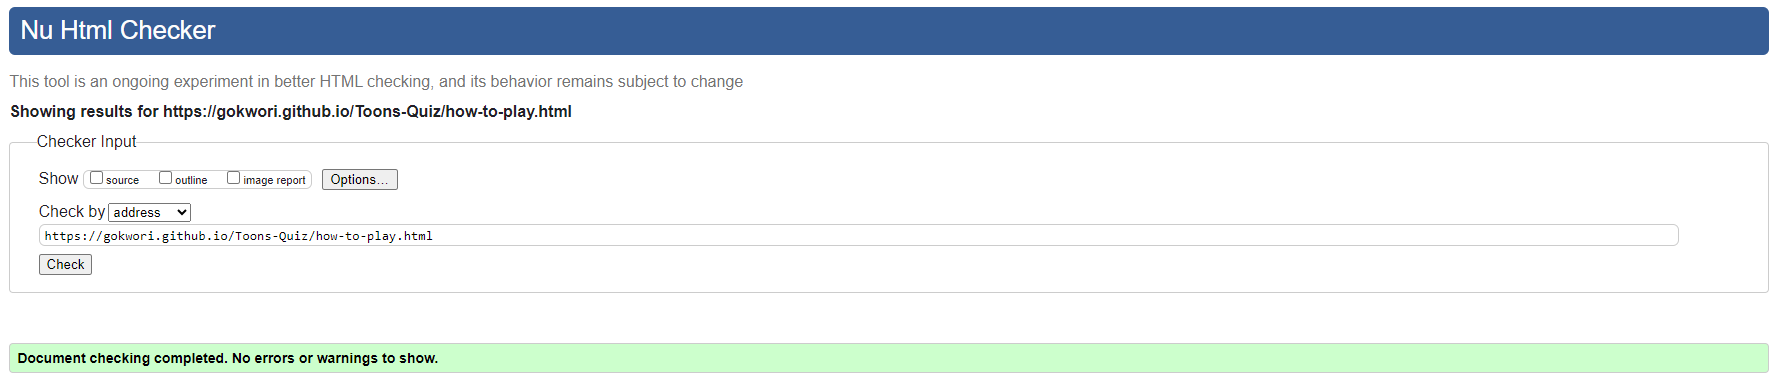 Nu Html Checker
This tool is an ongoing experiment in better HTML checking, and its behavior remains subject to change
Showing results for https://gokwori.github.io/Toons-Quiz/how-to-play.html
Checker Input
Show source outline image report Options...
Check by address
https://gokwori.github.io/Toons-Quiz/how-to-play.html
Check
Document checking completed. No errors or warnings to show.